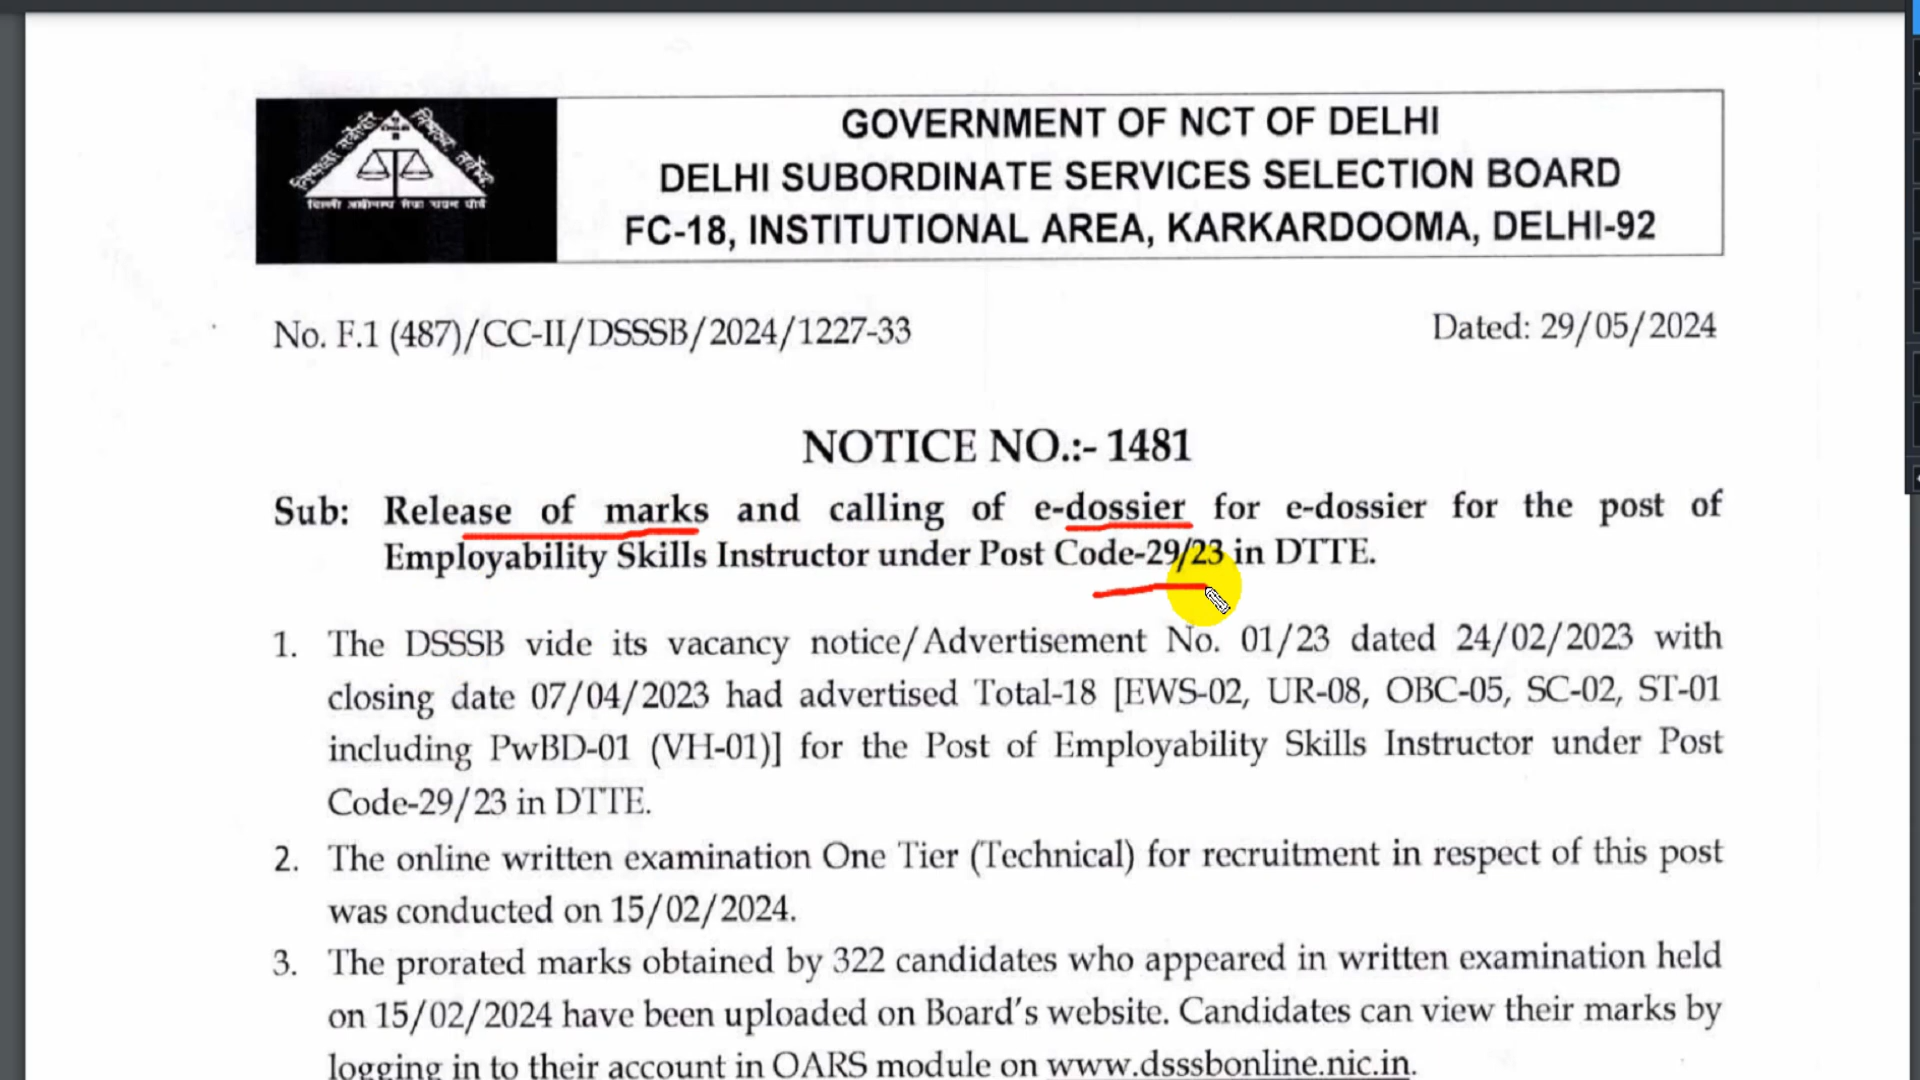 दिल्ली अधीनस्थ सेवा चयन बोर्ड
GOVERNMENT OF NCT OF DELHI
DELHI SUBORDINATE SERVICES SELECTION BOARD
FC-18, INSTITUTIONAL AREA, KARKARDOOMA, DELHI-92
No. F.1 (487)/CC-II/DSSSB/2024/1227-33 Dated: 29/05/2024
NOTICE NO.:- 1481
Sub: Release of marks and calling of e-dossier for e-dossier for the post of
Employability Skills Instructor under Post Code-29/23 in DTTE.
1. The DSSSB vide its vacancy notice/Advertisement No. 01/23 dated 24/02/2023 with
closing date 07/04/2023 had advertised Total-18 [EWS-02, UR-08, OBC-05, SC-02, ST-01
including PwBD-01 (VH-01)] for the Post of Employability Skills Instructor under Post
Code-29/23 in DTTE.
2. The online written examination One Tier (Technical) for recruitment in respect of this post
was conducted on 15/02/2024.
3. The prorated marks obtained by 322 candidates who appeared in written examination held
on 15/02/2024 have been uploaded on Board's website. Candidates can view their marks by
logging in to their account in OARS module on www.dsssbonline.nic.in.